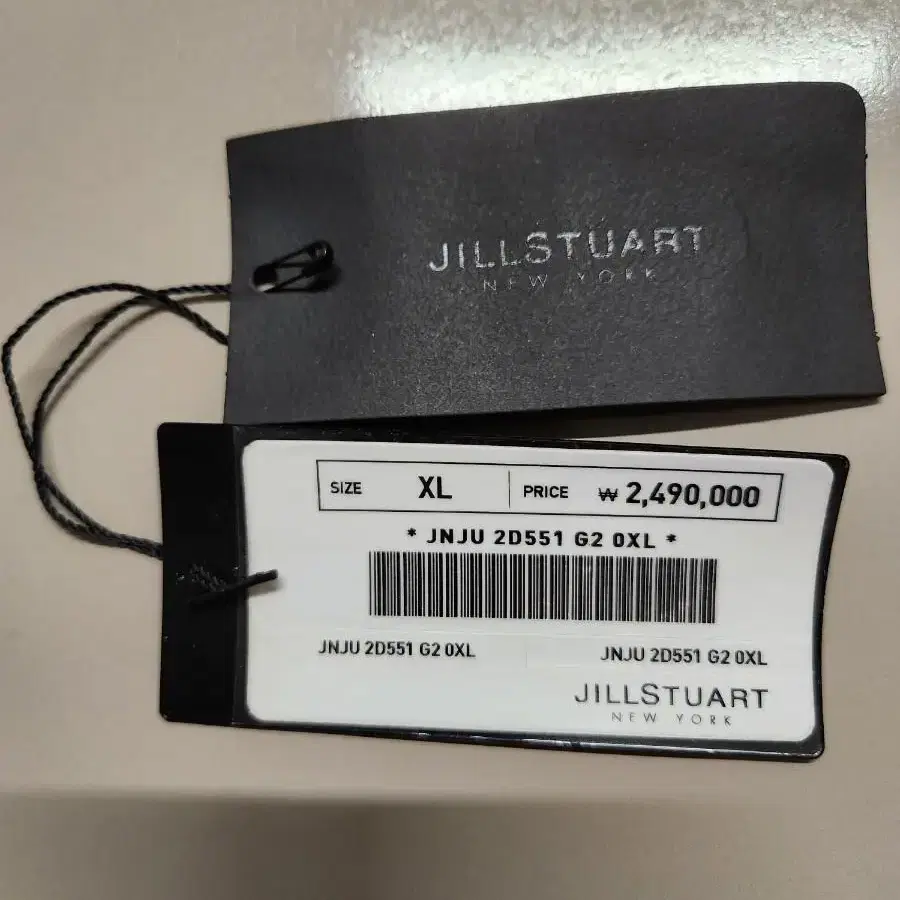 JILLSTUART
NEW YORK
SIZE XL PRICE ₩ 2,490,000
* JNJU 2D551 G2 0XL *
JNJU 2D551 G2 0XL JNJU 2D551 G2 0XL
JILLSTUART
NEW YORK